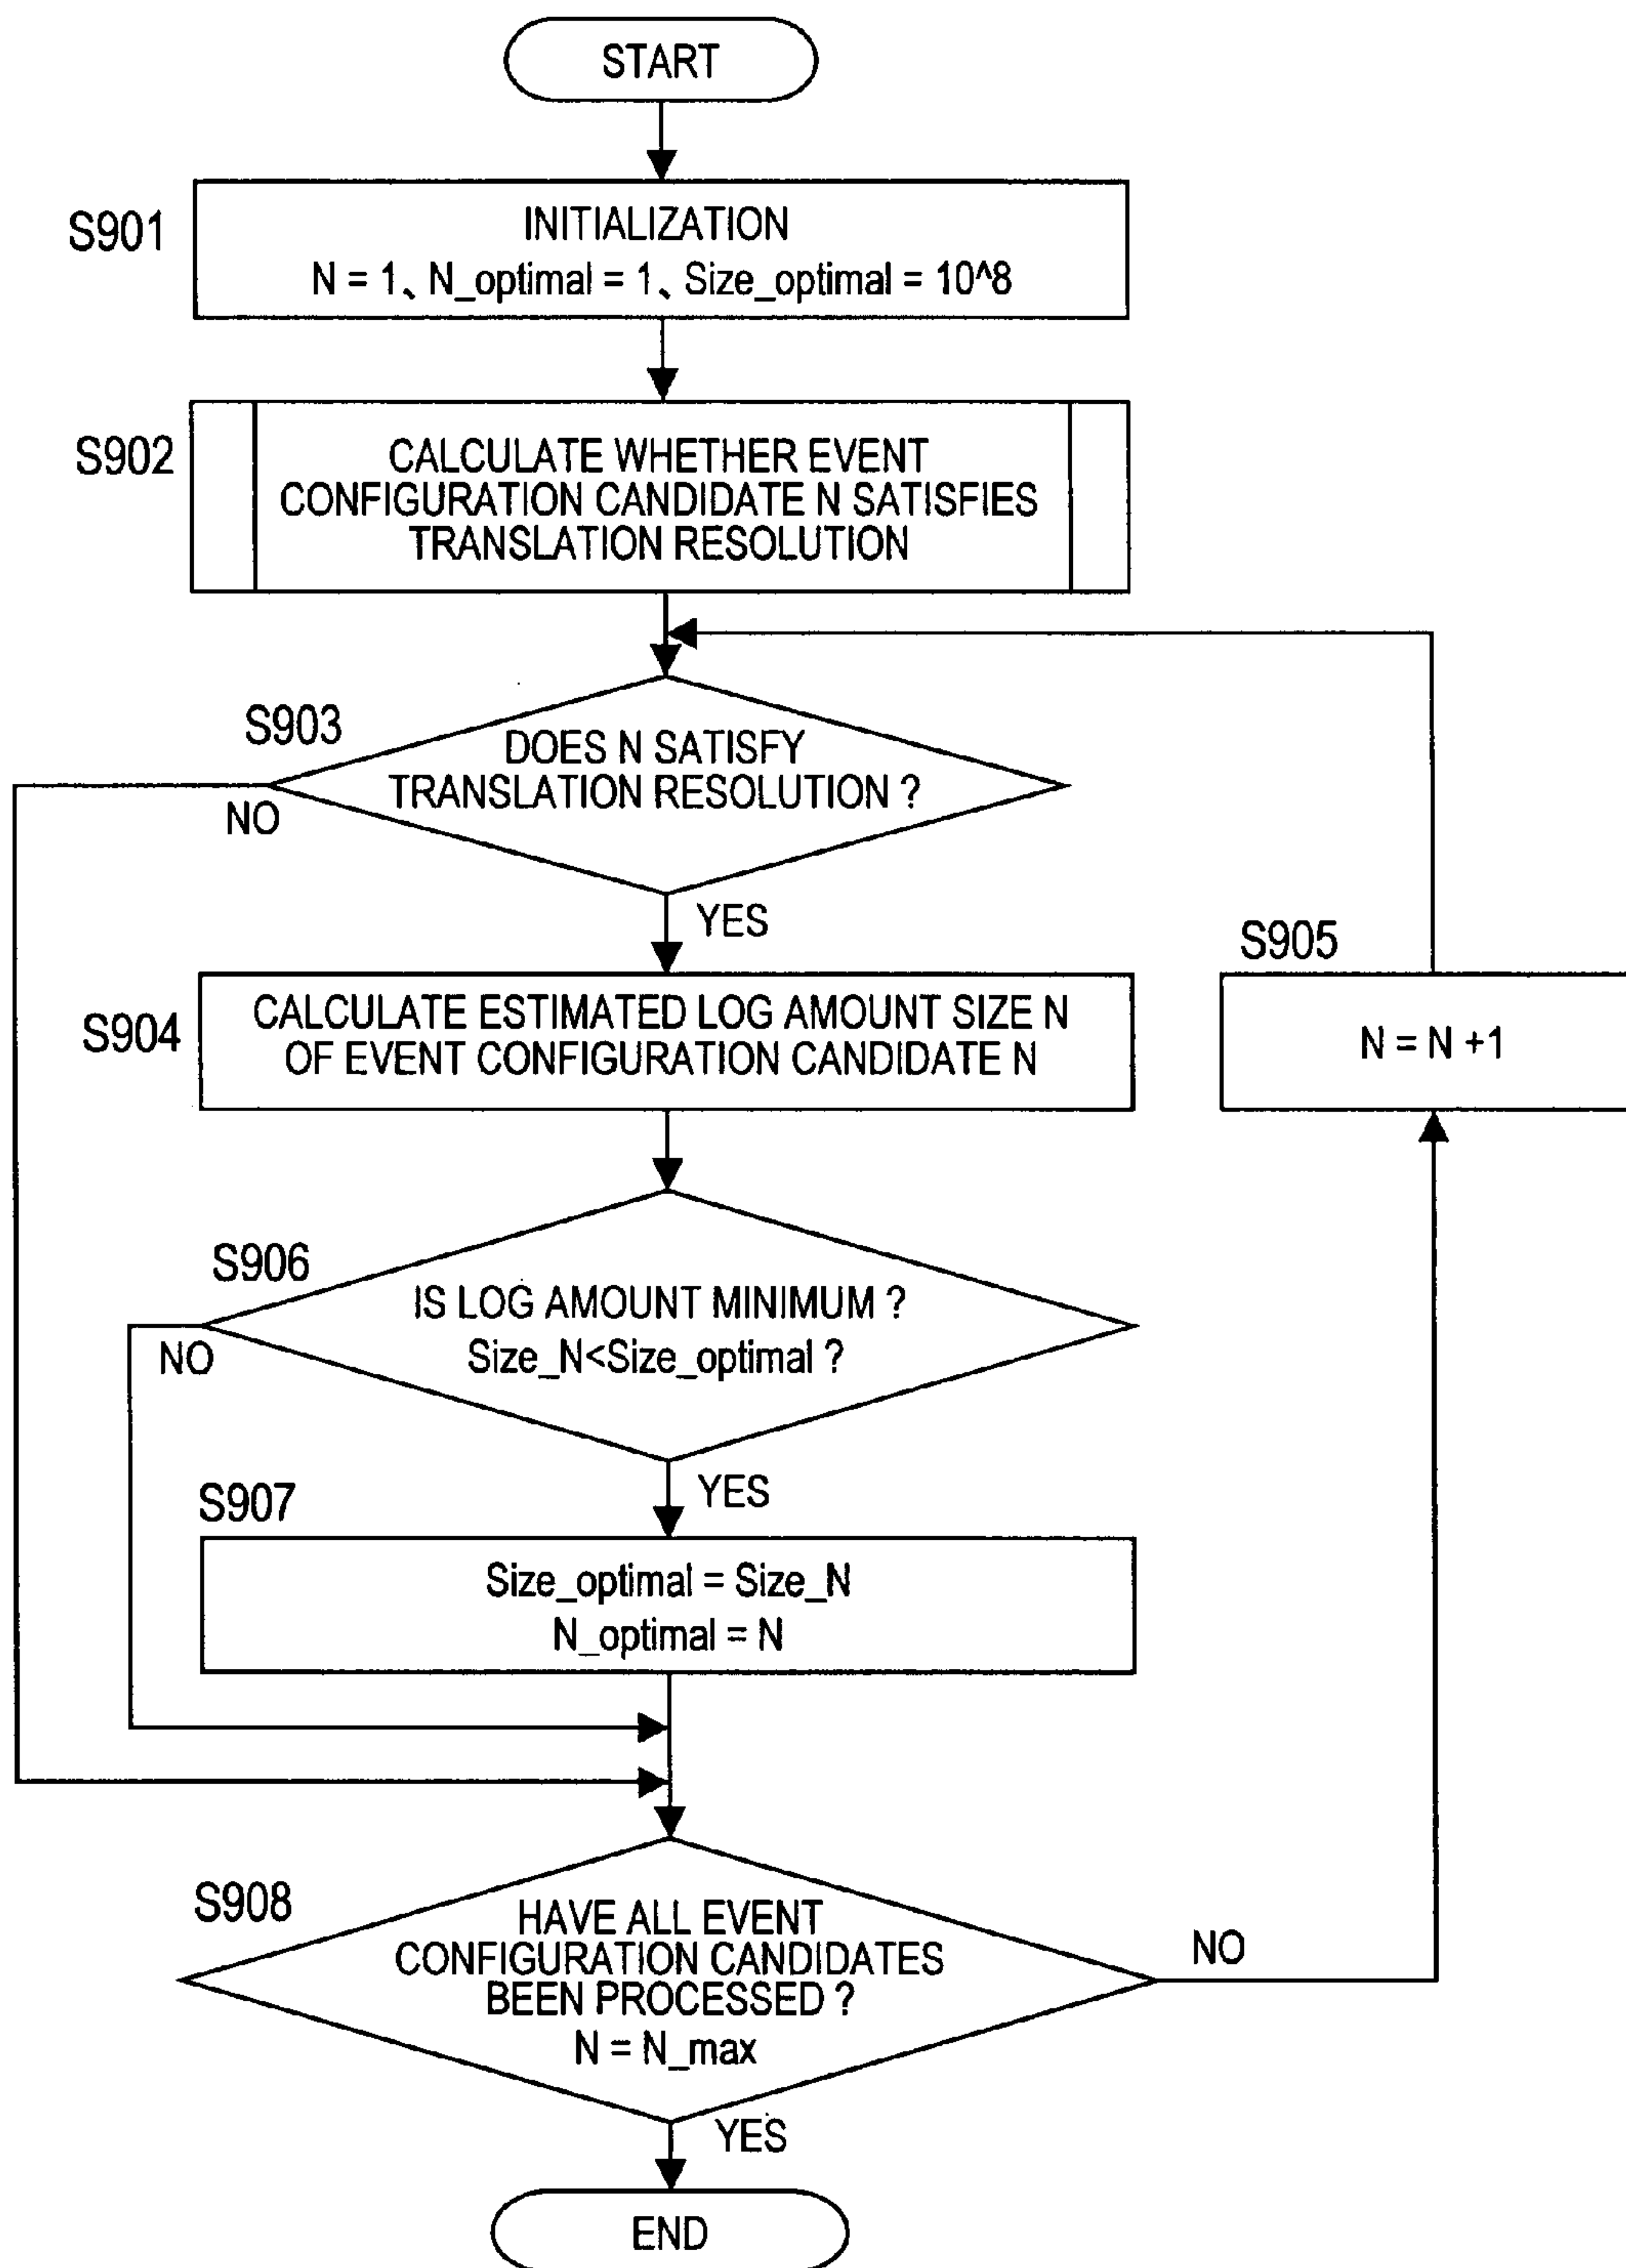 START
S901
INITIALIZATION
N = 1、N_optimal = 1、Size_optimal = 10^8
S902
CALCULATE WHETHER EVENT
CONFIGURATION CANDIDATE N SATISFIES
TRANSLATION RESOLUTION
S903
DOES N SATISFY
TRANSLATION RESOLUTION ?
NO
YES
S904
CALCULATE ESTIMATED LOG AMOUNT SIZE N
OF EVENT CONFIGURATION CANDIDATE N
S905
N = N +1
S906
IS LOG AMOUNT MINIMUM ?
Size_N<Size_optimal ?
NO
YES
S907
Size_optimal = Size_N
N_optimal = N
S908
HAVE ALL EVENT
CONFIGURATION CANDIDATES
BEEN PROCESSED ?
N = N_max
NO
YES
END